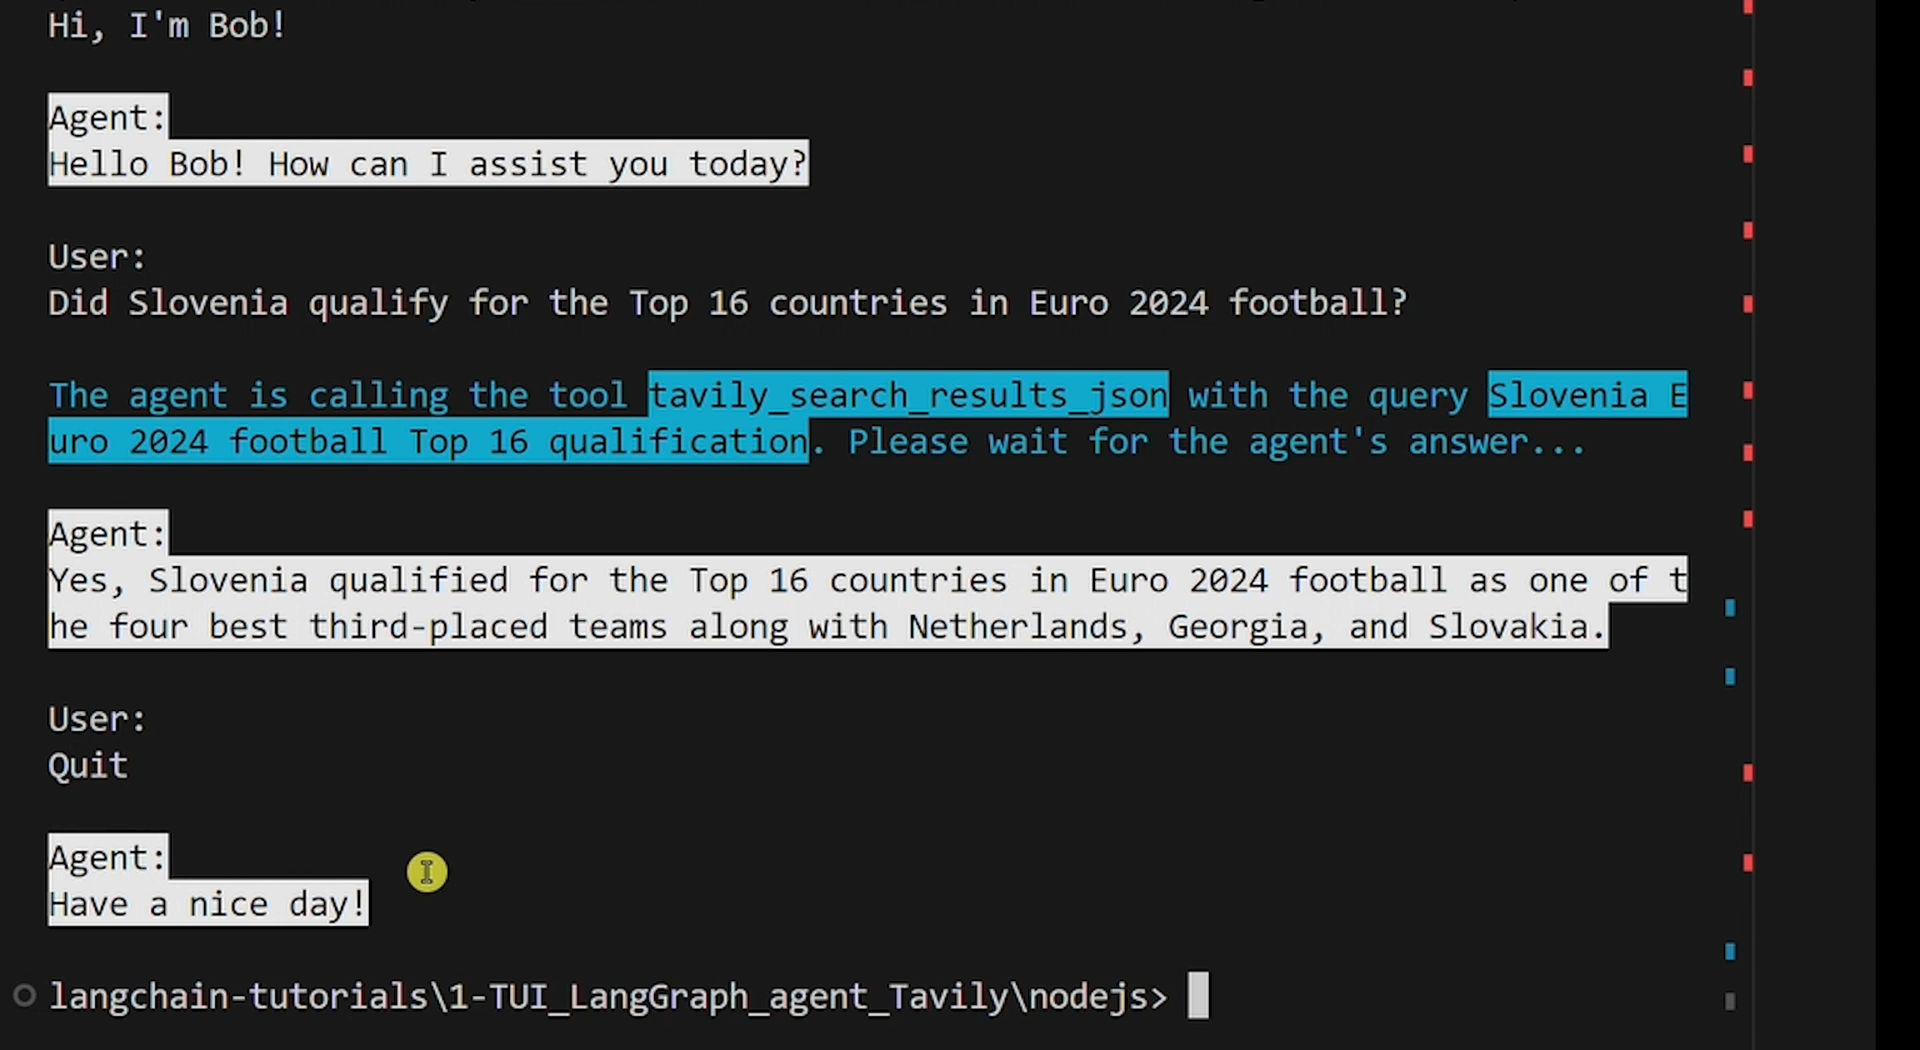 Hi, I'm Bob!
Agent:
Hello Bob! How can I assist you today?
User:
Did Slovenia qualify for the Top 16 countries in Euro 2024 football?
The agent is calling the tool tavily_search_results_json with the query Slovenia E
uro 2024 football Top 16 qualification. Please wait for the agent's answer...
Agent:
Yes, Slovenia qualified for the Top 16 countries in Euro 2024 football as one of t
he four best third-placed teams along with Netherlands, Georgia, and Slovakia.
User:
Quit
Agent:
Have a nice day!
langchain-tutorials\1-TUI_LangGraph_agent_Tavily\nodejs>